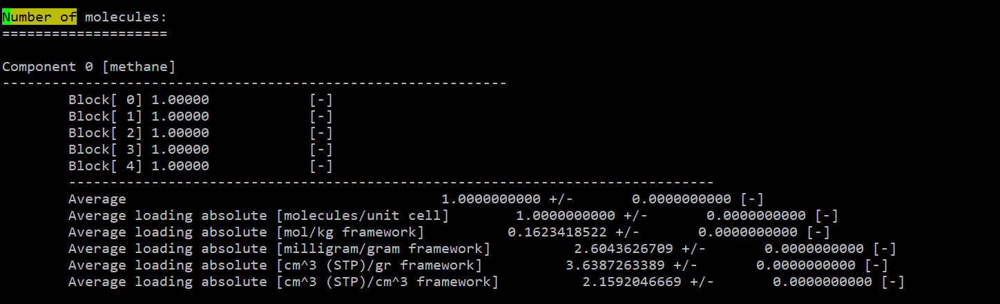 Number of molecules:
====================
Component 0 [methane]
-------------------------------------------------------------
Block[ 0] 1.00000            [-]
Block[ 1] 1.00000            [-]
Block[ 2] 1.00000            [-]
Block[ 3] 1.00000            [-]
Block[ 4] 1.00000            [-]
------------------------------------------------------------------------------
Average                                      1.0000000000 +/-       0.0000000000 [-]
Average loading absolute [molecules/unit cell]        1.0000000000 +/-       0.0000000000 [-]
Average loading absolute [mol/kg framework]          0.1623418522 +/-       0.0000000000 [-]
Average loading absolute [milligram/gram framework]          2.6043626709 +/-       0.0000000000 [-]
Average loading absolute [cm^3 (STP)/gr framework]          3.6387263389 +/-       0.0000000000 [-]
Average loading absolute [cm^3 (STP)/cm^3 framework]          2.1592046669 +/-       0.0000000000 [-]